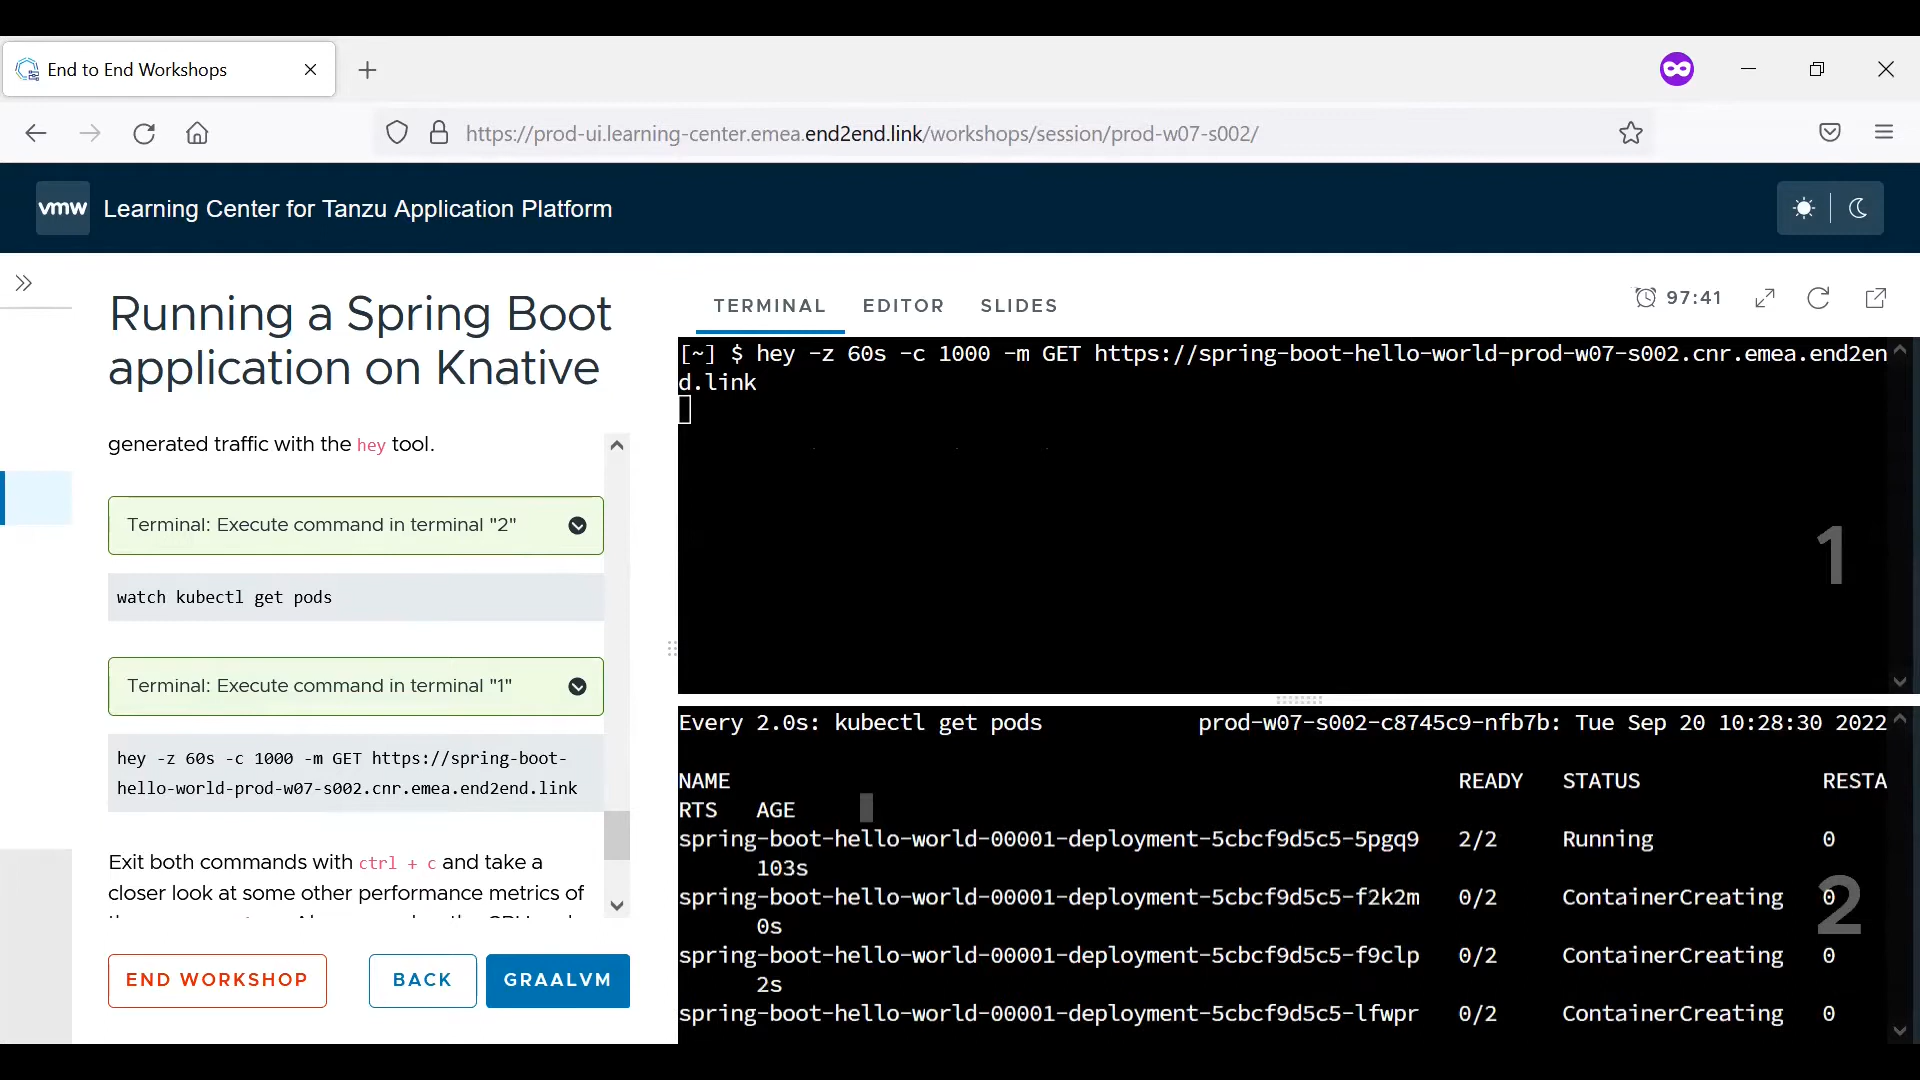 End to End Workshops
https://prod-ui.learning-center.emea.end2end.link/workshops/session/prod-w07-s002/
vmw Learning Center for Tanzu Application Platform
Running a Spring Boot
application on Knative
generated traffic with the hey tool.
Terminal: Execute command in terminal "2"
watch kubectl get pods
Terminal: Execute command in terminal "1"
hey -z 60s -c 1000 -m GET https://spring-boot-
hello-world-prod-w07-s002.cnr.emea.end2end.link
Exit both commands with ctrl + c and take a
closer look at some other performance metrics of
END WORKSHOP BACK GRAALVM
TERMINAL EDITOR SLIDES 97:41
[~] $ hey -z 60s -c 1000 -m GET https://spring-boot-hello-world-prod-w07-s002.cnr.emea.end2en
d.link
1
Every 2.0s: kubectl get pods prod-w07-s002-c8745c9-nfb7b: Tue Sep 20 10:28:30 2022
NAME READY STATUS RESTA
RTS AGE
spring-boot-hello-world-00001-deployment-5cbcf9d5c5-5pgq9 2/2 Running 0
103s
spring-boot-hello-world-00001-deployment-5cbcf9d5c5-f2k2m 0/2 ContainerCreating 0
0s
2
spring-boot-hello-world-00001-deployment-5cbcf9d5c5-f9clp 0/2 ContainerCreating 0
2s
spring-boot-hello-world-00001-deployment-5cbcf9d5c5-lfwpr 0/2 ContainerCreating 0